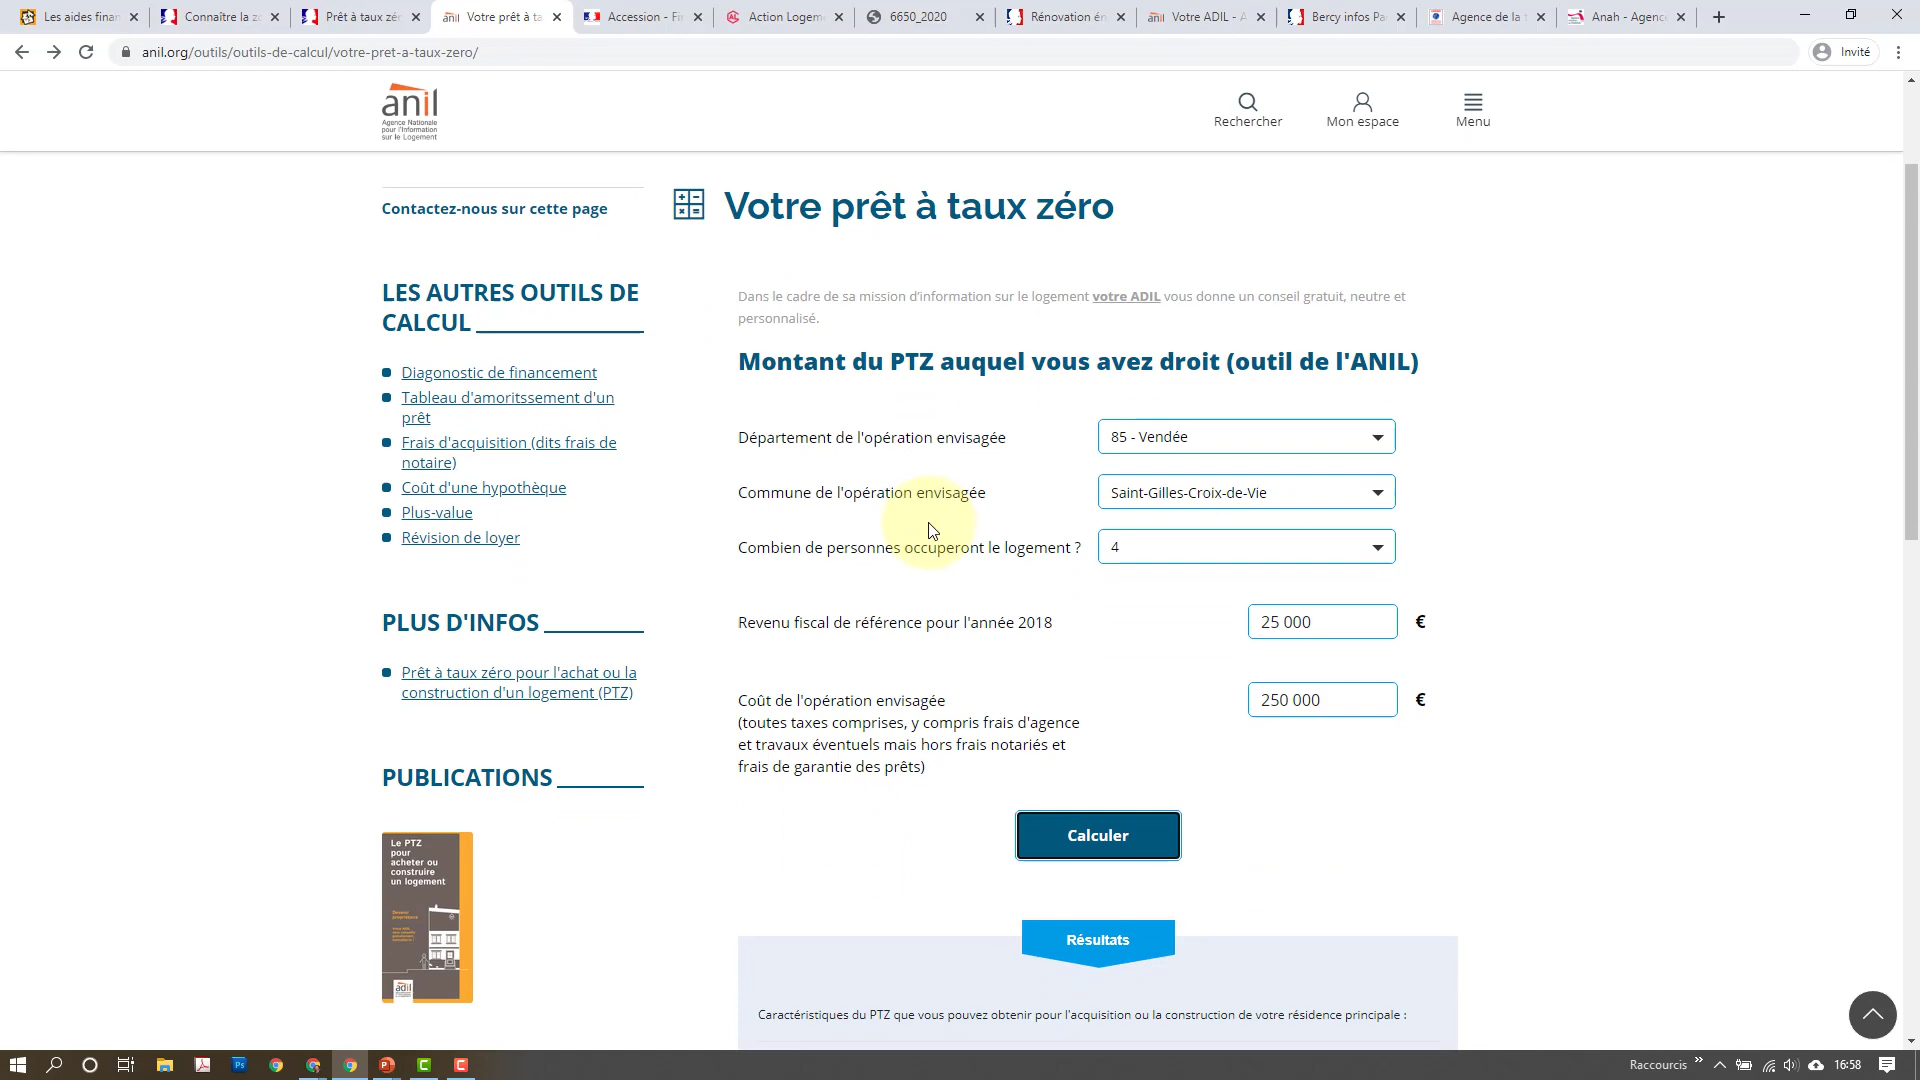 Les aides finan
Connaître la zo
Prêt à taux zér
Votre prêt à ta
Accession - Fi
Action Logeme
6650_2020
Rénovation én
Votre ADIL - A
Bercy infos Pa
Agence de la t
Anah - Agence
anil.org/outils/outils-de-calcul/votre-pret-a-taux-zero/
Invité
anil
Agence Nationale
pour l'Information
sur le Logement
Rechercher
Mon espace
Menu
Contactez-nous sur cette page
Votre prêt à taux zéro
LES AUTRES OUTILS DE
CALCUL
Diagonostic de financement
Tableau d'amoritssement d'un
prêt
Frais d'acquisition (dits frais de
notaire)
Coût d'une hypothèque
Plus-value
Révision de loyer
PLUS D'INFOS
Prêt à taux zéro pour l'achat ou la
construction d'un logement (PTZ)
PUBLICATIONS
Le PTZ
pour
acheter ou
construire
un logement
adil
Dans le cadre de sa mission d'information sur le logement votre ADIL vous donne un conseil gratuit, neutre et
personnalisé.
Montant du PTZ auquel vous avez droit (outil de l'ANIL)
Département de l'opération envisagée
85 - Vendée
Commune de l'opération envisagée
Saint-Gilles-Croix-de-Vie
Combien de personnes occuperont le logement ?
4
Revenu fiscal de référence pour l'année 2018
25 000
€
Coût de l'opération envisagée
250 000
€
(toutes taxes comprises, y compris frais d'agence
et travaux éventuels mais hors frais notariés et
frais de garantie des prêts)
Calculer
Résultats
Caractéristiques du PTZ que vous pouvez obtenir pour l'acquisition ou la construction de votre résidence principale :
Raccourcis
16:58